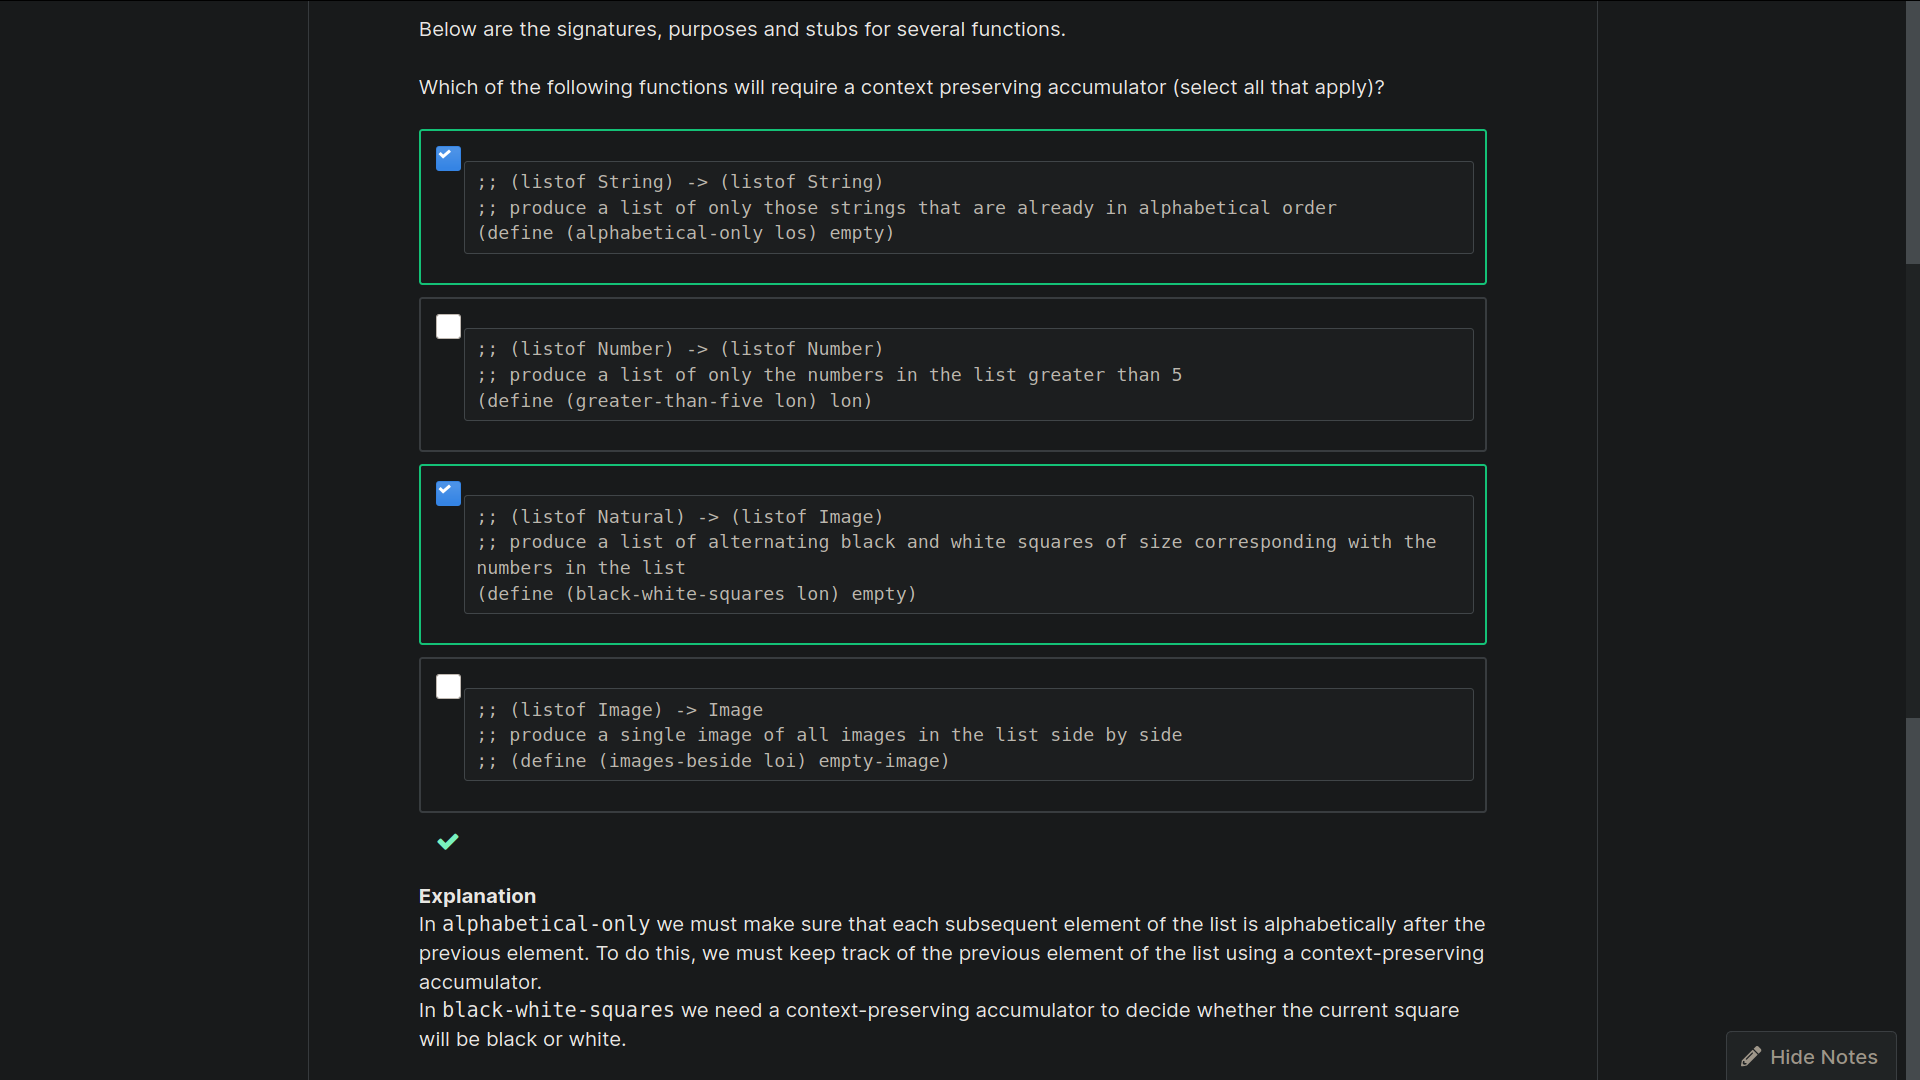 Below are the signatures, purposes and stubs for several functions.
Which of the following functions will require a context preserving accumulator (select all that apply)?
;; (listof String) -> (listof String)
;; produce a list of only those strings that are already in alphabetical order
(define (alphabetical-only los) empty)
;; (listof Number) -> (listof Number)
;; produce a list of only the numbers in the list greater than 5
(define (greater-than-five lon) lon)
;; (listof Natural) -> (listof Image)
;; produce a list of alternating black and white squares of size corresponding with the
numbers in the list
(define (black-white-squares lon) empty)
;; (listof Image) -> Image
;; produce a single image of all images in the list side by side
;; (define (images-beside loi) empty-image)
Explanation
In alphabetical-only we must make sure that each subsequent element of the list is alphabetically after the
previous element. To do this, we must keep track of the previous element of the list using a context-preserving
accumulator.
In black-white-squares we need a context-preserving accumulator to decide whether the current square
will be black or white.
Hide Notes